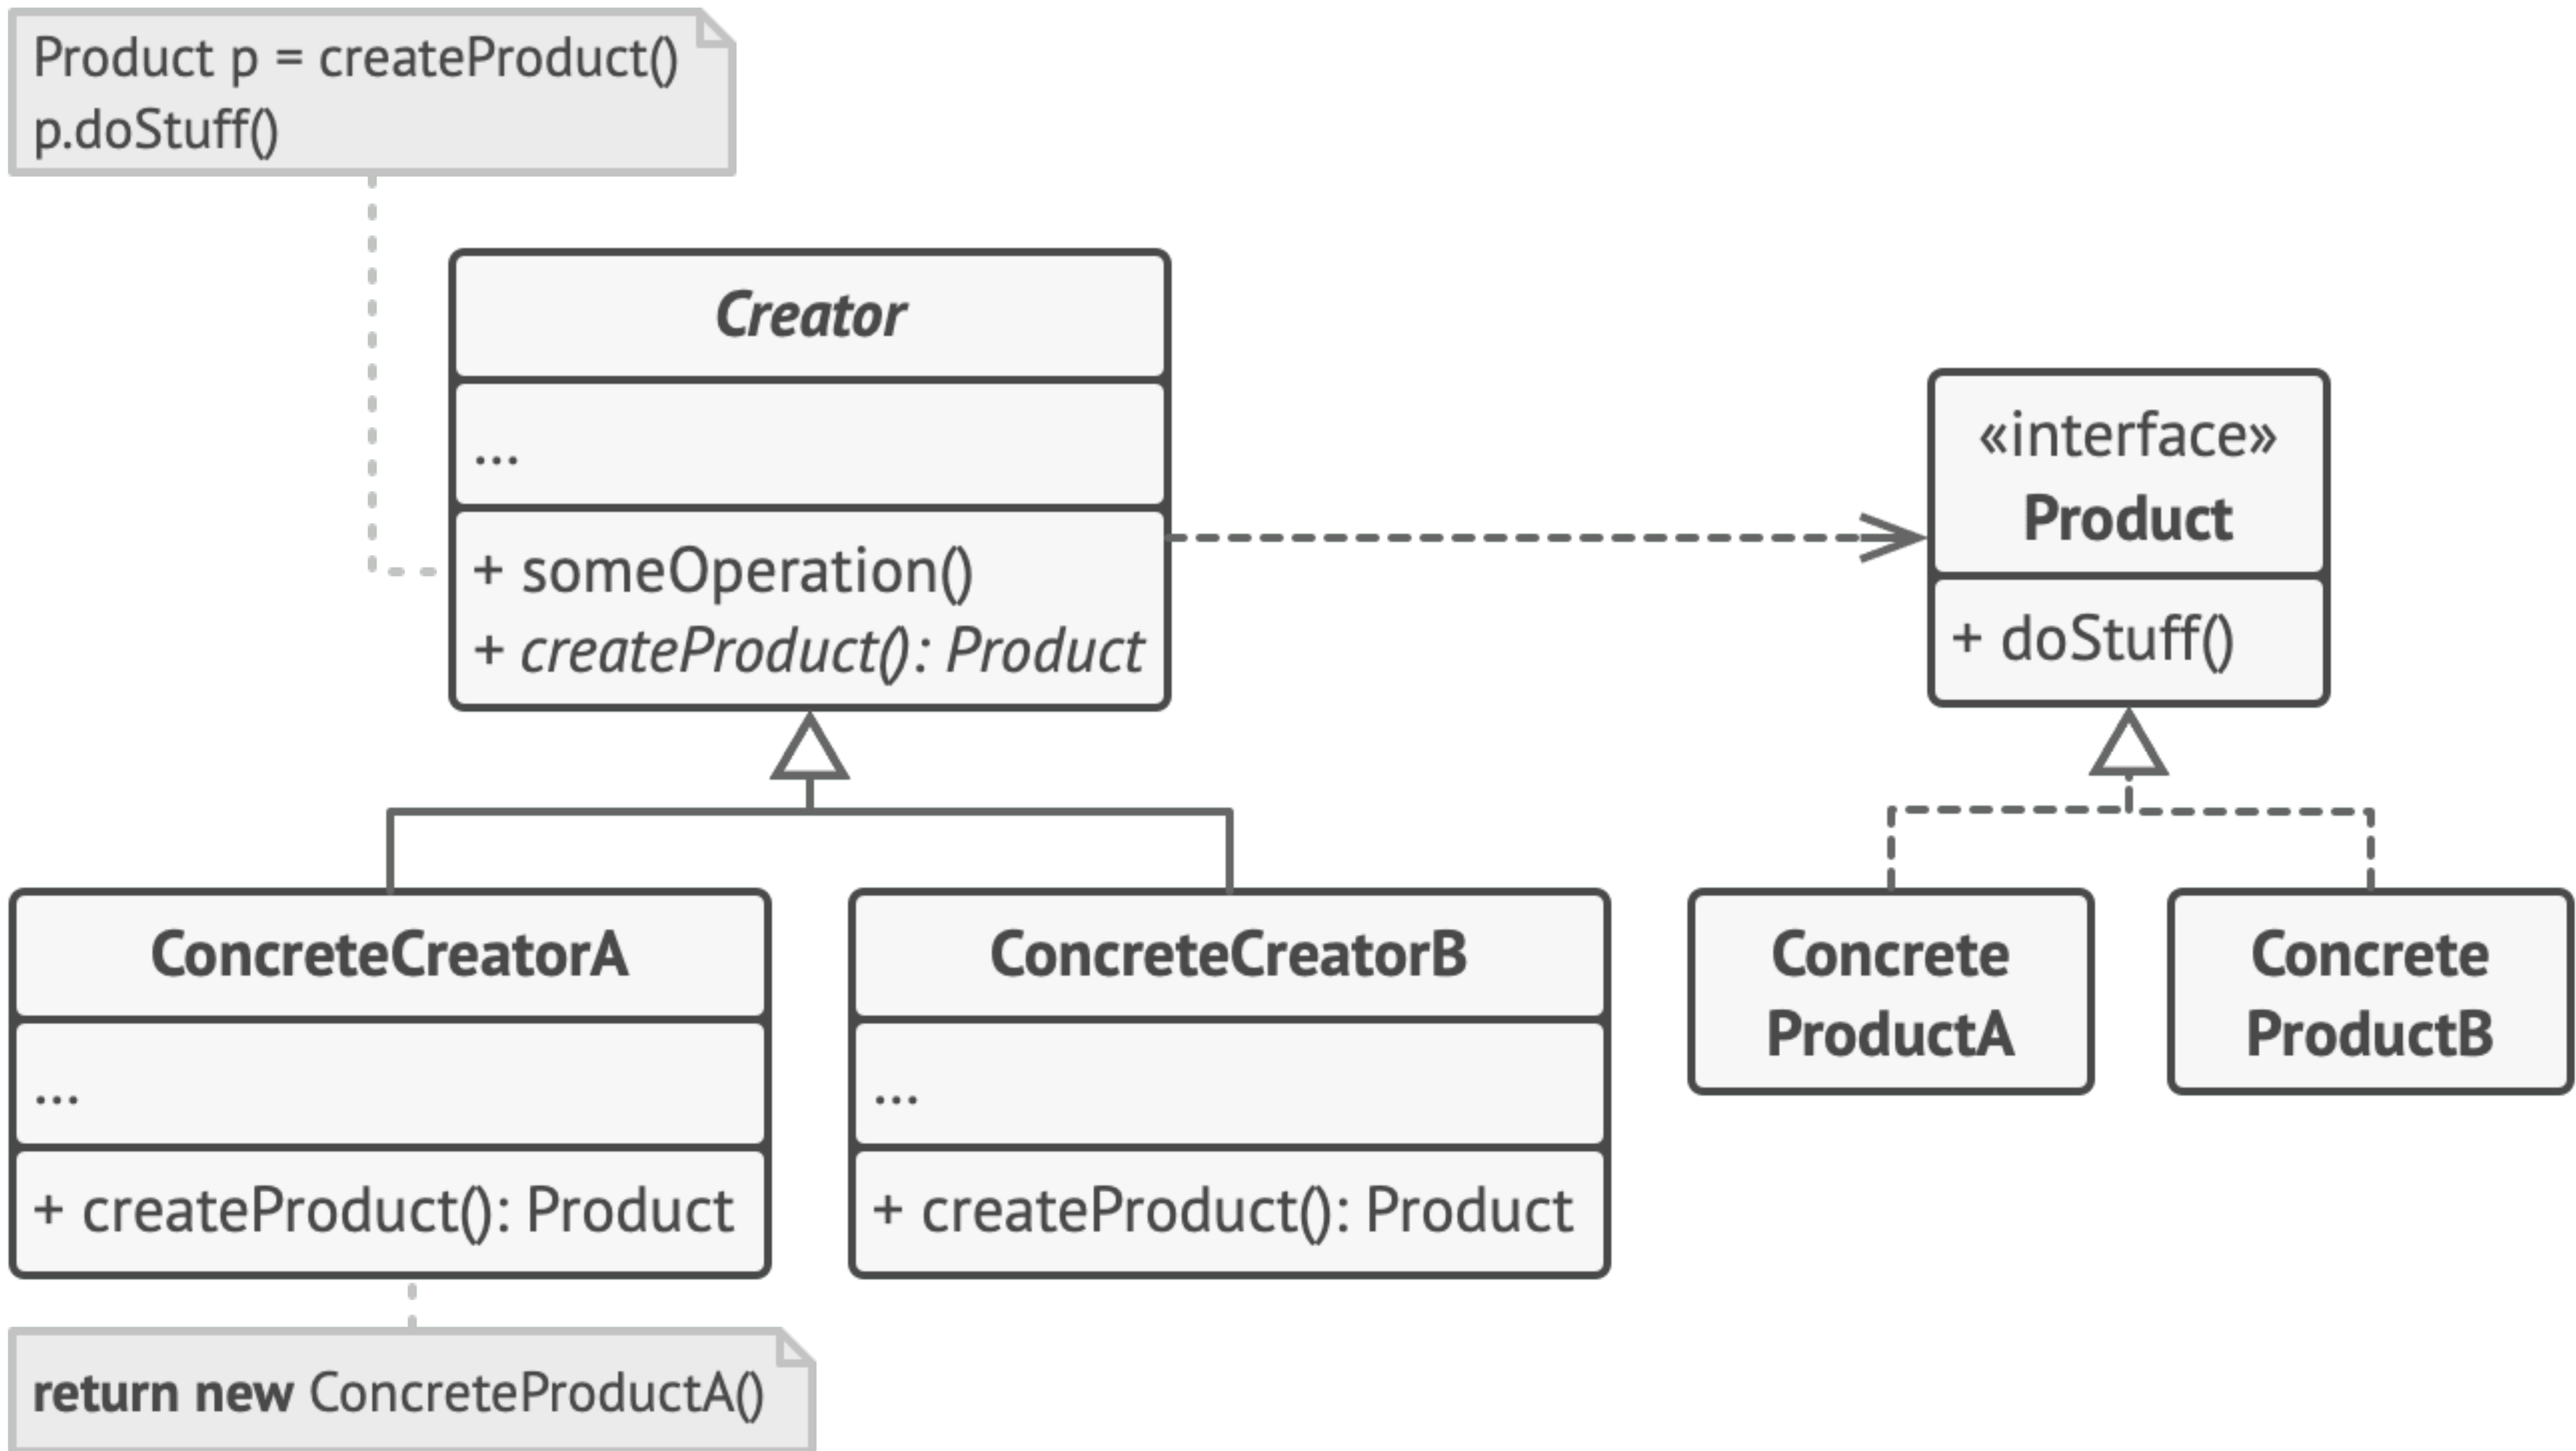 Product p = createProduct()
p.doStuff()
Creator
...
+ someOperation()
+ createProduct(): Product
«interface»
Product
+ doStuff()
ConcreteCreatorA
...
+ createProduct(): Product
ConcreteCreatorB
...
+ createProduct(): Product
Concrete
ProductA
Concrete
ProductB
return new ConcreteProductA()